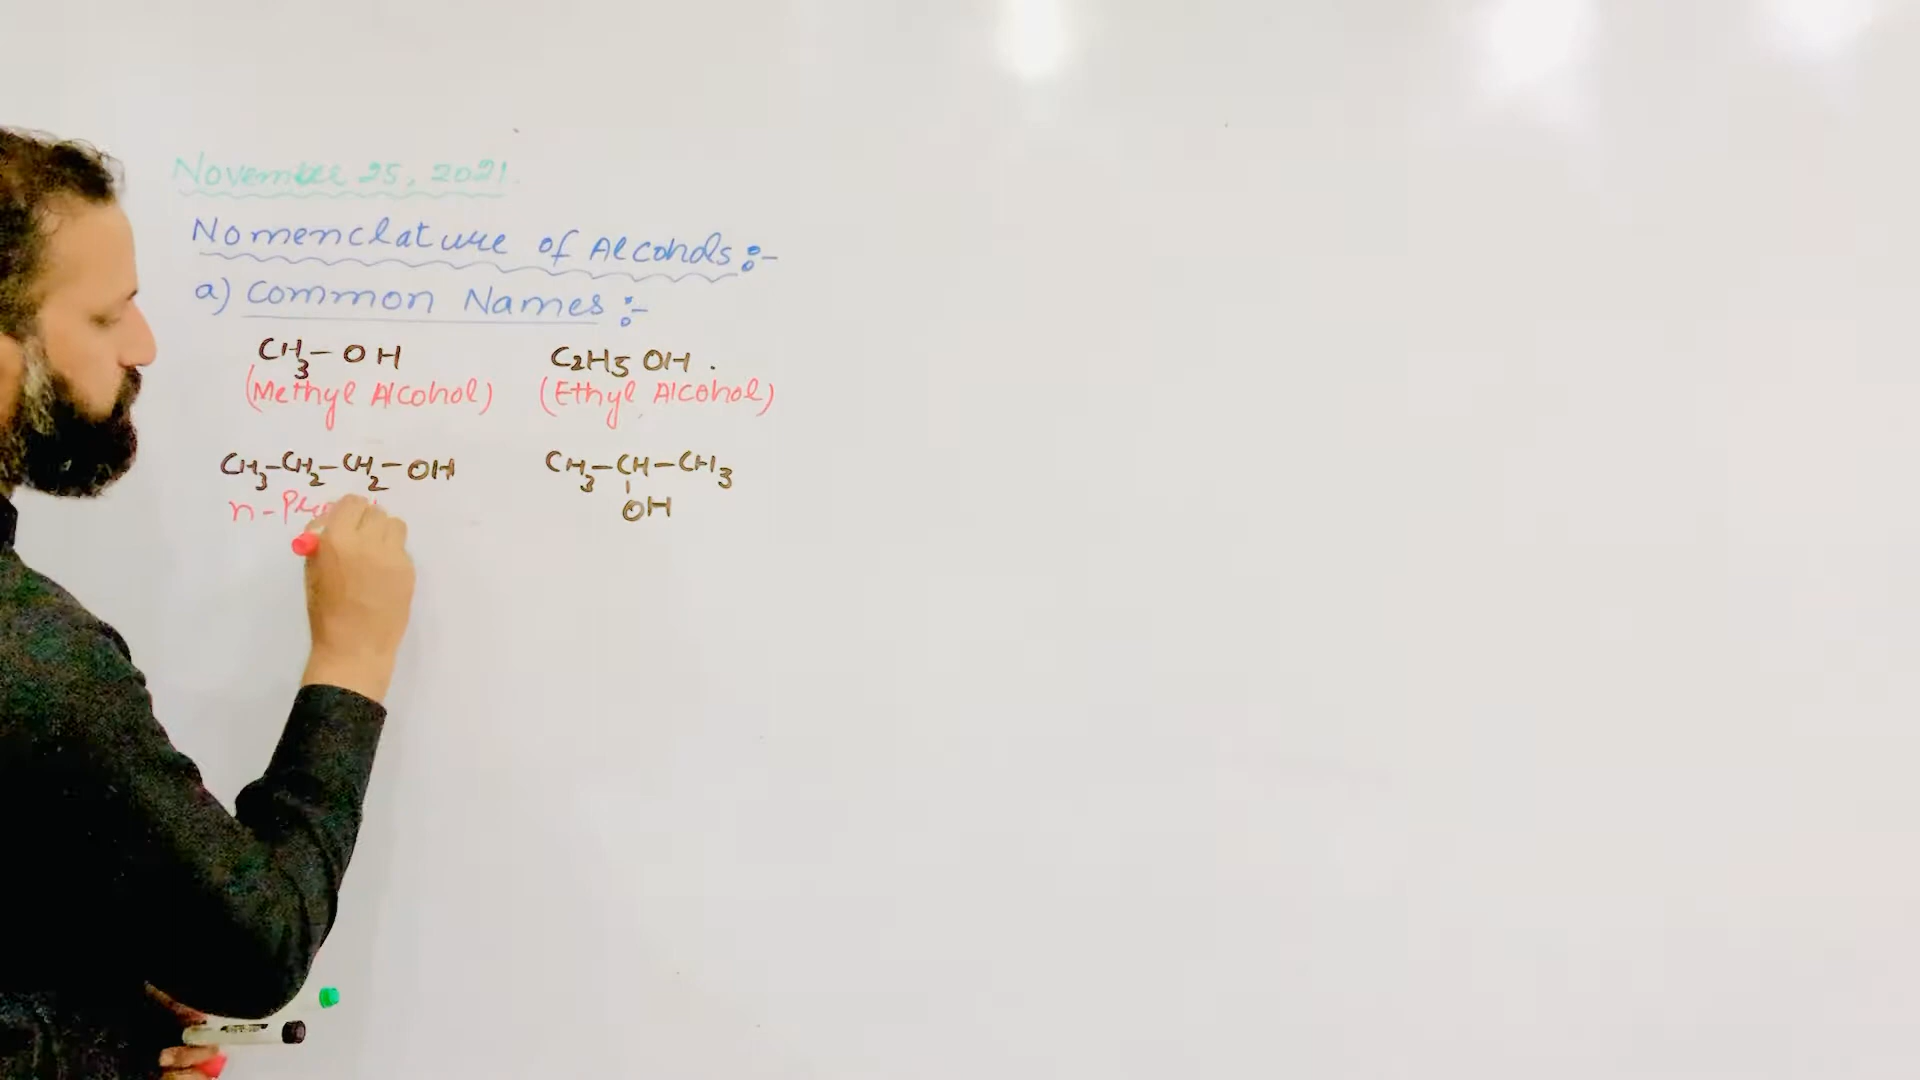 November 25, 2021.
Nomenclature of Alcohols :-
a) Common Names :-
CH3-OH C2H5 OH.
(Methyl Alcohol) (Ethyl Alcohol)
CH3-CH2-CH2-OH CH3-CH-CH3
OH
n-